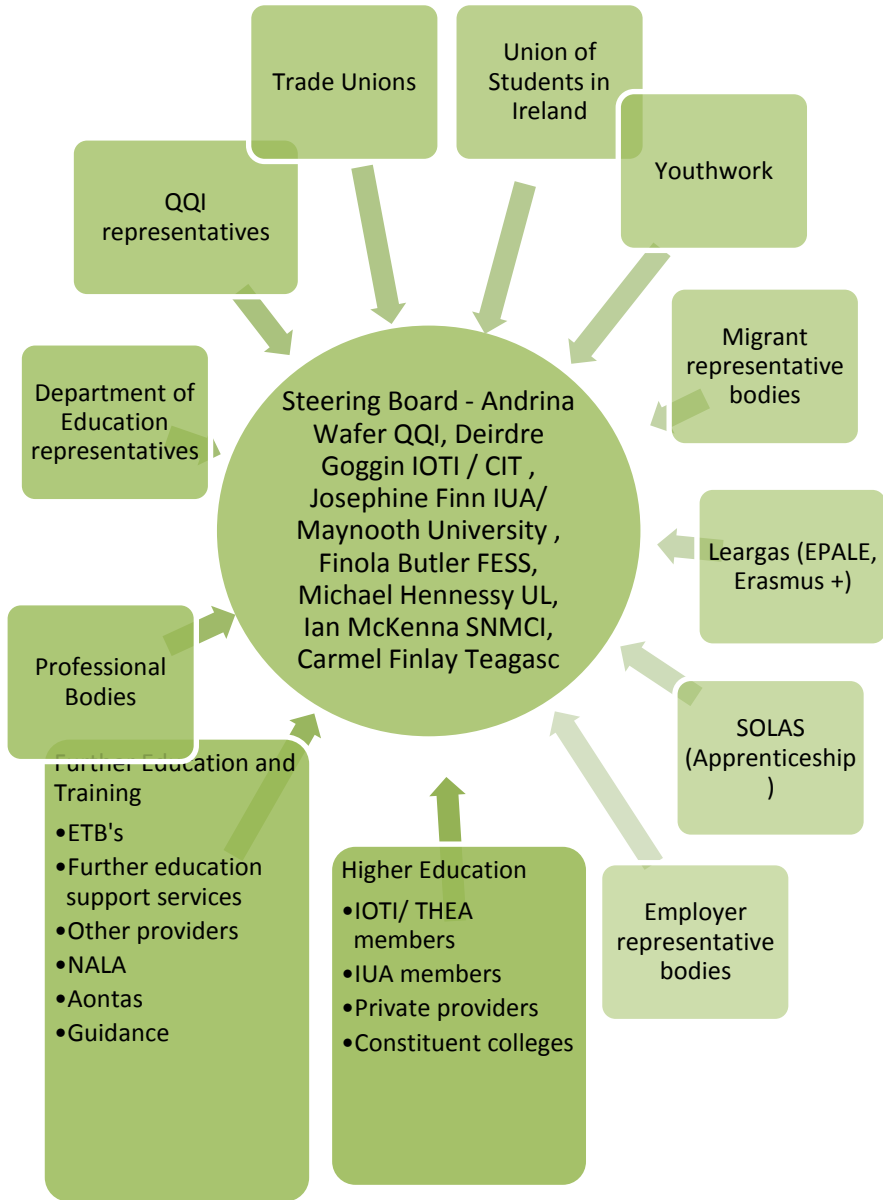 Trade Unions
Union of
Students in
Ireland
Youthwork
QQI
representatives
Migrant
representative
bodies
Department of
Education
representatives
Steering Board - Andrina
Wafer QQI, Deirdre
Goggin IOTI / CIT ,
Josephine Finn IUA/
Maynooth University ,
Finola Butler FESS,
Michael Hennessy UL,
Ian McKenna SNMCI,
Carmel Finlay Teagasc
Leargas (EPALE,
Erasmus +)
Professional
Bodies
SOLAS
(Apprenticeship
)
Further Education and
Training
•ETB's
•Further education
support services
•Other providers
•NALA
•Aontas
•Guidance
Higher Education
•IOTI/ THEA
members
•IUA members
•Private providers
•Constituent colleges
Employer
representative
bodies